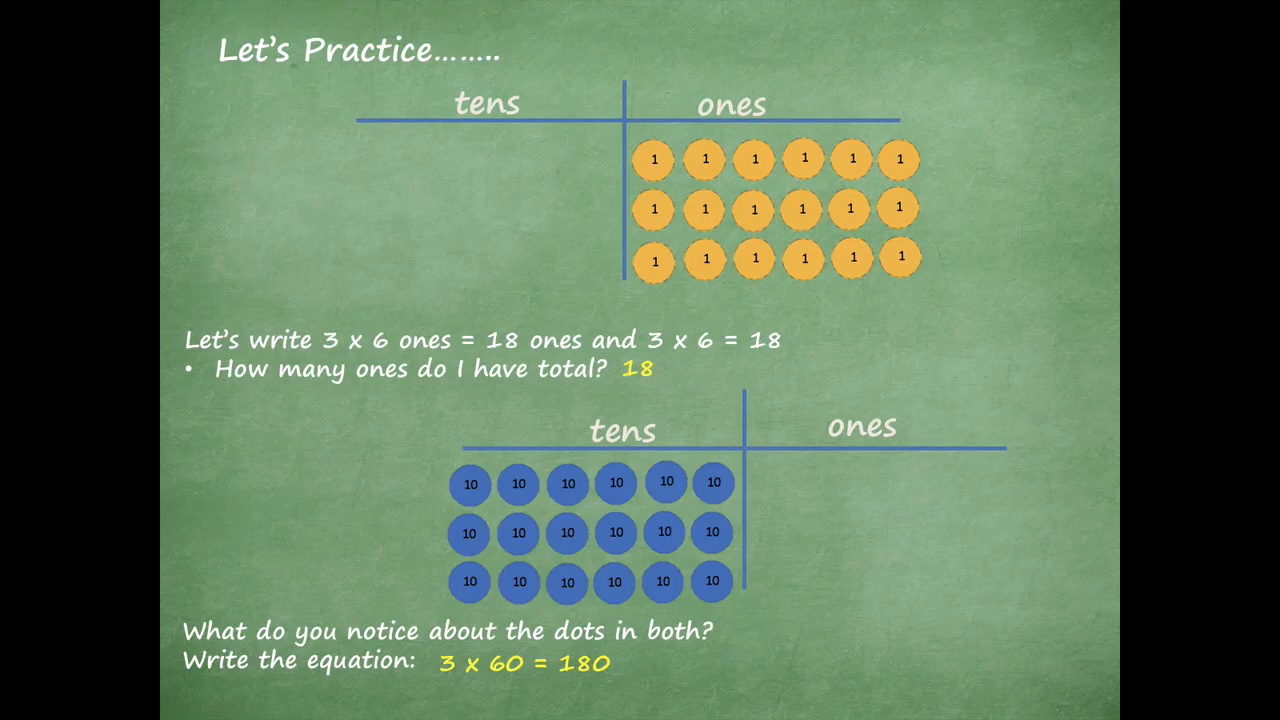 Let's Practice……..
tens ones
1 1 1 1 1 1
1 1 1 1 1 1
1 1 1 1 1 1
Let's write 3 x 6 ones = 18 ones and 3 x 6 = 18
• How many ones do I have total? 18
tens ones
10 10 10 10 10 10
10 10 10 10 10 10
10 10 10 10 10 10
What do you notice about the dots in both?
Write the equation: 3 x 60 = 180